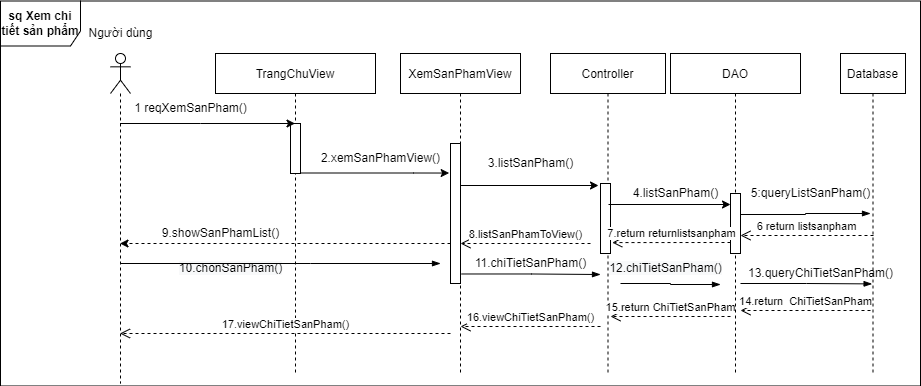 sq Xem chi
tiết sản phẩm
Người dùng
TrangChuView
XemSanPhamView
Controller
DAO
Database
1 reqXemSanPham()
2.xemSanPhamView()
3.listSanPham()
4.listSanPham()
5:queryListSanPham()
6 return listsanpham
7.return returnlistsanpham
8.listSanPhamToView()
9.showSanPhamList()
10.chonSanPham()
11.chiTietSanPham()
12.chiTietSanPham()
13.queryChiTietSanPham()
14.return ChiTietSanPham
15.return ChiTietSanPham
16.viewChiTietSanPham()
17.viewChiTietSanPham()